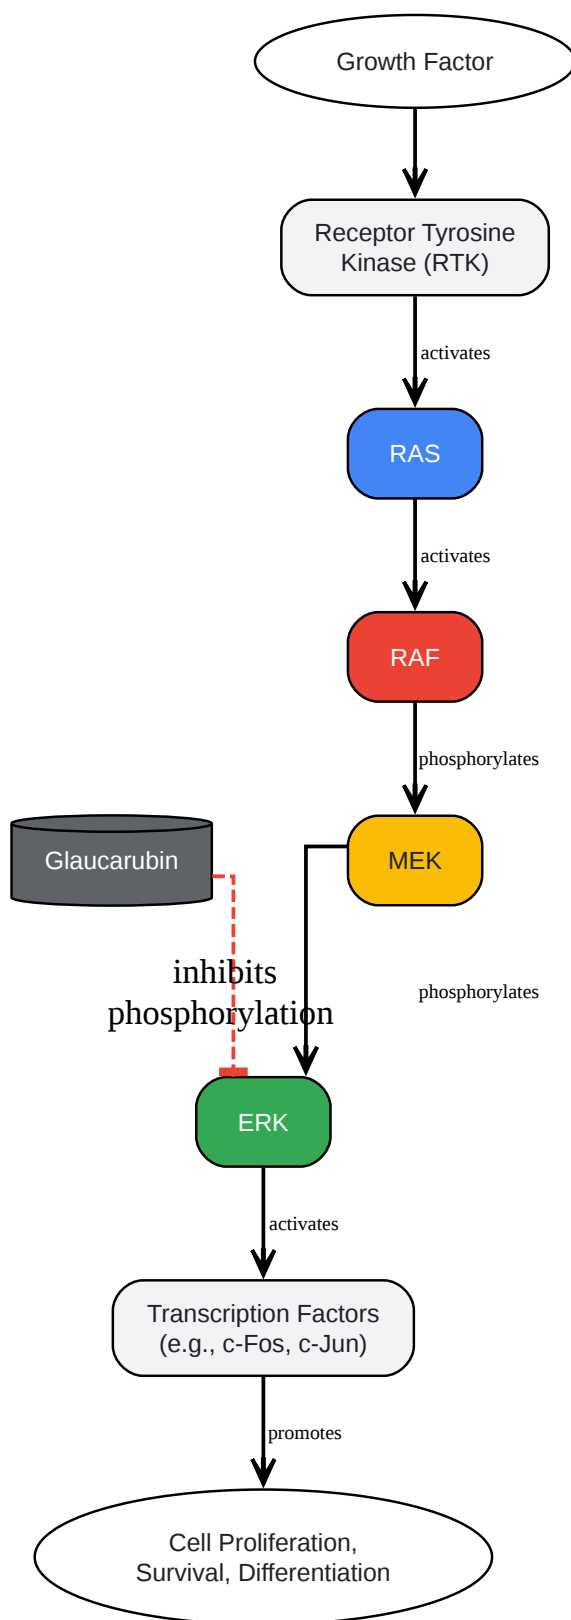 Growth Factor
Receptor Tyrosine
Kinase (RTK)
activates
RAS
activates
RAF
phosphorylates
Glaucarubin
MEK
inhibits
phosphorylation
phosphorylates
ERK
activates
Transcription Factors
(e.g., c-Fos, c-Jun)
promotes
Cell Proliferation,
Survival, Differentiation